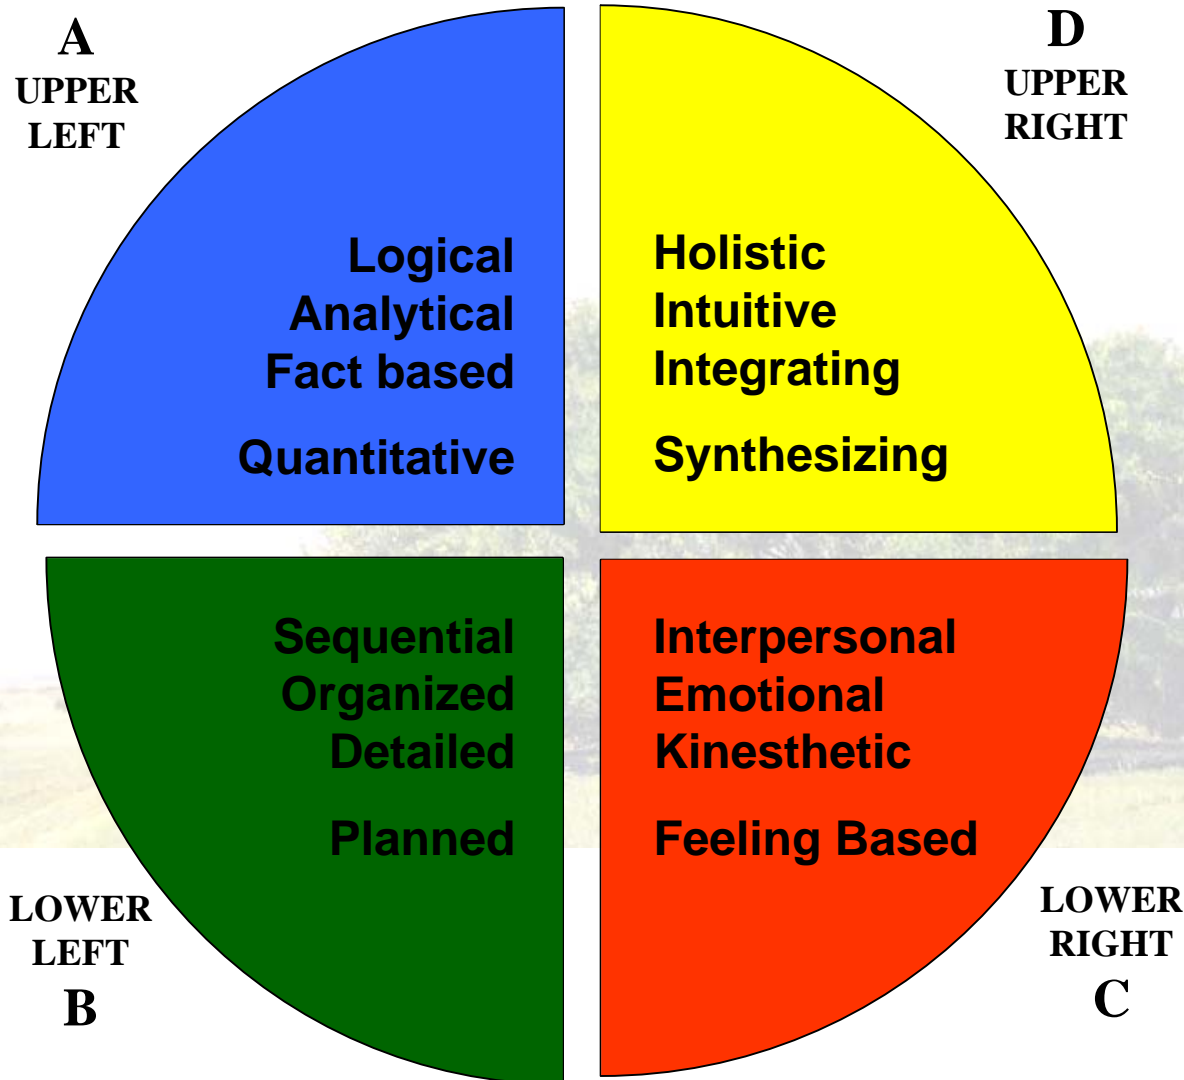 A
UPPER
LEFT
Logical
Analytical
Fact based
Quantitative
D
UPPER
RIGHT
Holistic
Intuitive
Integrating
Synthesizing
Sequential
Organized
Detailed
Planned
LOWER
LEFT
B
Interpersonal
Emotional
Kinesthetic
Feeling Based
LOWER
RIGHT
C